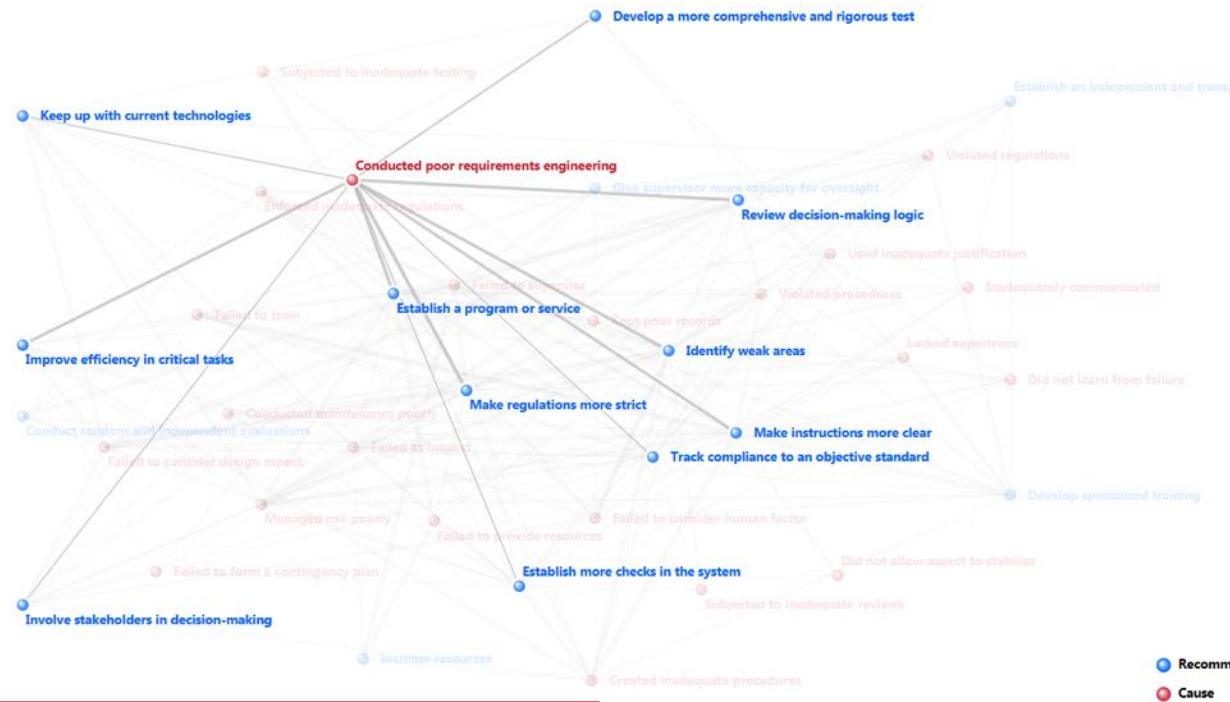 Develop a more comprehensive and rigorous test
Subjected to inadequate testing
Establish an independent and trans
Keep up with current technologies
Violated regulations
Conducted poor requirements engineering
Give supervisor more capacity for oversight
Enforced inadequate regulations
Review decision-making logic
Used inadequate justification
Failed to supervise
Inadequately communicated
Violated procedures
Establish a program or service
Failed to train
Kept poor records
Lacked experience
Identify weak areas
Improve efficiency in critical tasks
Did not learn from failure
Make regulations more strict
Conducted maintenance poorly
Conduct random and independent evaluations
Make instructions more clear
Failed to inspect
Track compliance to an objective standard
Failed to consider design aspect
Develop specialized training
Managed risk poorly
Failed to consider human factor
Failed to provide resources
Did not allow aspect to stabilize
Failed to form a contingency plan
Establish more checks in the system
Subjected to inadequate reviews
Involve stakeholders in decision-making
Increase resources
Recomm
Created inadequate procedures
Cause